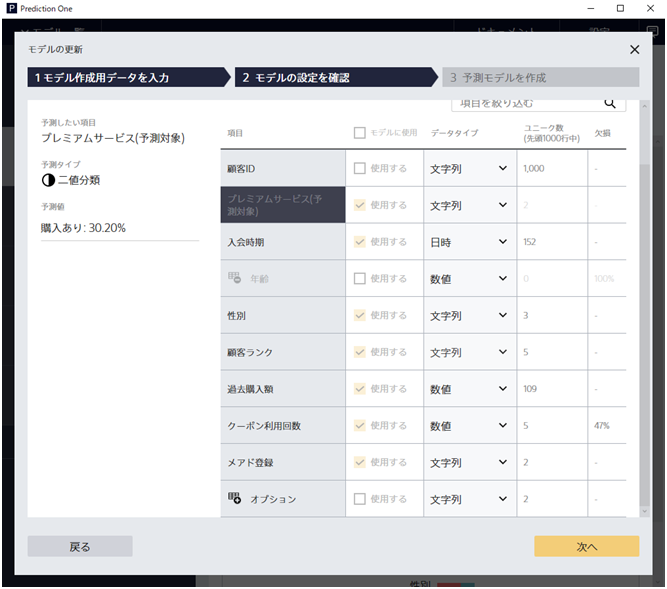 Prediction One
ドキュメント 設定
モデルの更新
1 モデル作成用データを入力
2 モデルの設定を確認
3 予測モデルを作成
予測したい項目
プレミアムサービス(予測対象)
予測タイプ
二値分類
予測値
購入あり: 30.20%
項目を絞り込む
項目 モデルに使用 データタイプ ユニーク数
(先頭1000行中) 欠損
顧客ID 使用する 文字列 1,000 -
プレミアムサービス(予
測対象) 使用する 文字列 2 -
入会時期 使用する 日時 152 -
年齢 使用する 数値 0 100%
性別 使用する 文字列 3 -
顧客ランク 使用する 文字列 5 -
過去購入額 使用する 数値 109 -
クーポン利用回数 使用する 数値 5 47%
メアド登録 使用する 文字列 2 -
オプション 使用する 文字列 2 -
戻る
次へ
性別